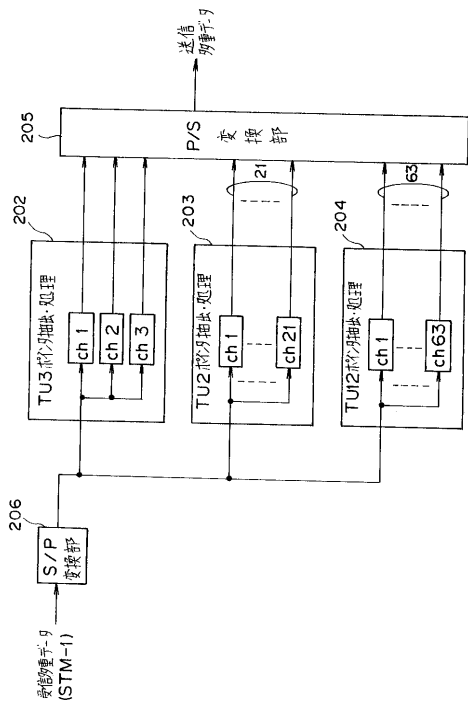 受信多重データ
(STM-1)
206
S/P
変換部
202
TU3ポインタ抽出・処理
ch 1
ch 2
ch 3
203
TU2ポインタ抽出・処理
ch 1
ch 21
21
204
TU12ポインタ抽出・処理
ch 1
ch 63
63
205
P/S
変換部
送信
多重データ